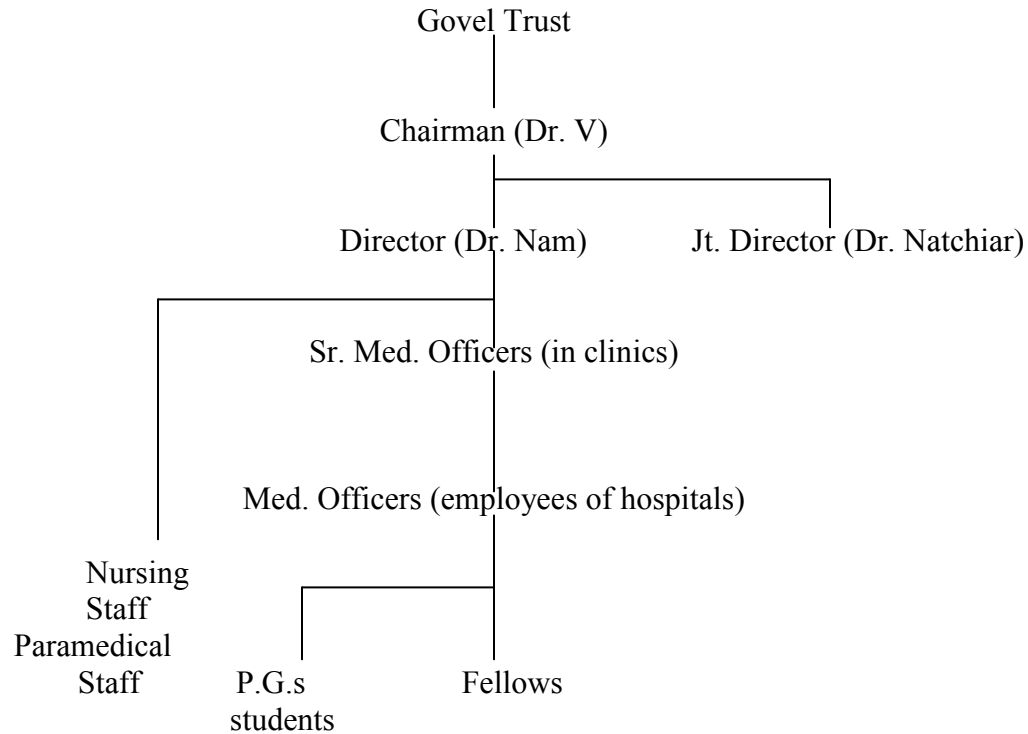 Govel Trust
Chairman (Dr. V)
Director (Dr. Nam)
Jt. Director (Dr. Natchiar)
Sr. Med. Officers (in clinics)
Med. Officers (employees of hospitals)
Nursing
Staff
Paramedical
Staff
P.G.s
students
Fellows